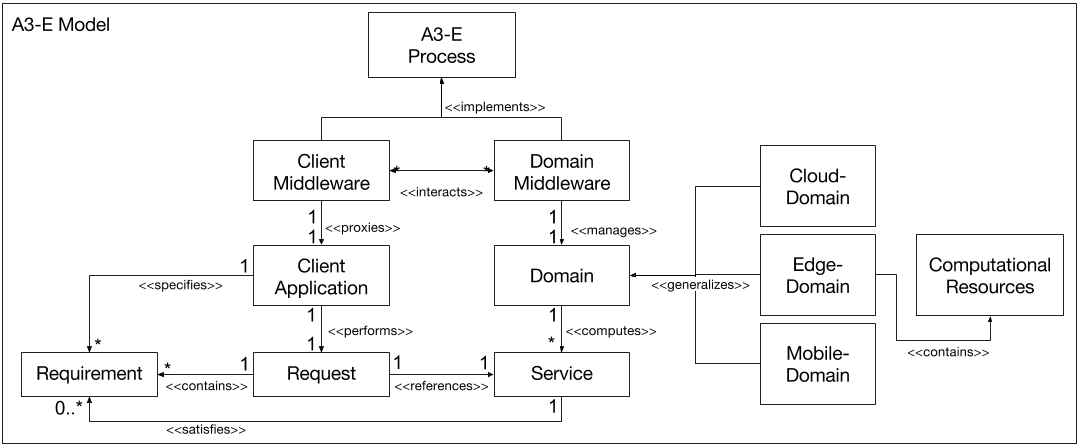 A3-E Model
A3-E
Process
<<implements>>
Client
Middleware
*
*
Domain
Middleware
<<interacts>>
1
<<proxies>>
1
1
<<manages>>
1
Cloud-
Domain
Client
Application
1
<<specifies>>
*
Domain
<<generalizes>>
Edge-
Domain
Computational
Resources
<<contains>>
1
<<performs>>
1
1
<<computes>>
*
Mobile-
Domain
Requirement
*
1
<<contains>>
Request
1
1
<<references>>
Service
0..*
1
<<satisfies>>